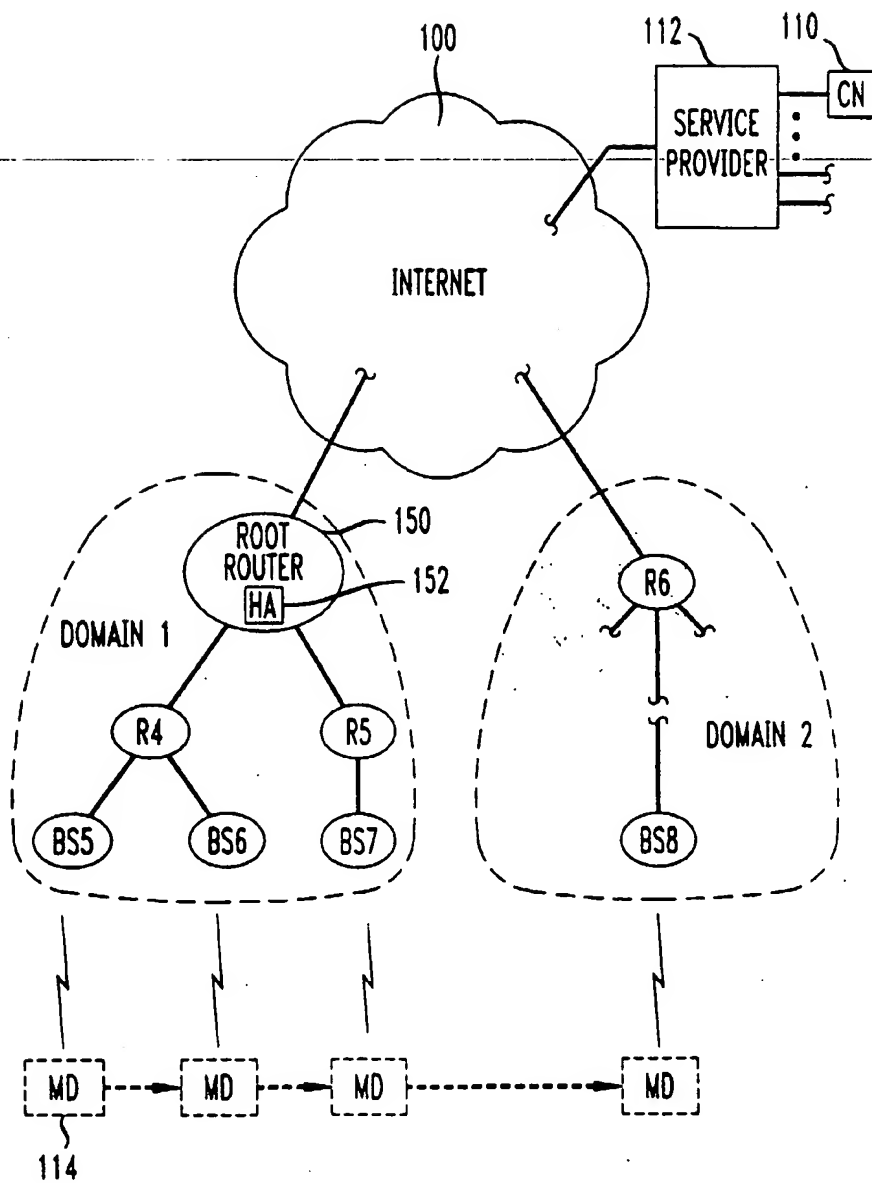 100
112
110
CN
SERVICE
PROVIDER
INTERNET
ROOT
ROUTER
HA
150
152
R6
DOMAIN 1
R4
R5
DOMAIN 2
BS5
BS6
BS7
BS8
MD
MD
MD
MD
114